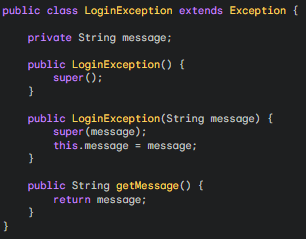 public class LoginException extends Exception {
private String message;
public LoginException() {
super();
}
public LoginException(String message) {
super(message);
this.message = message;
}
public String getMessage() {
return message;
}
}